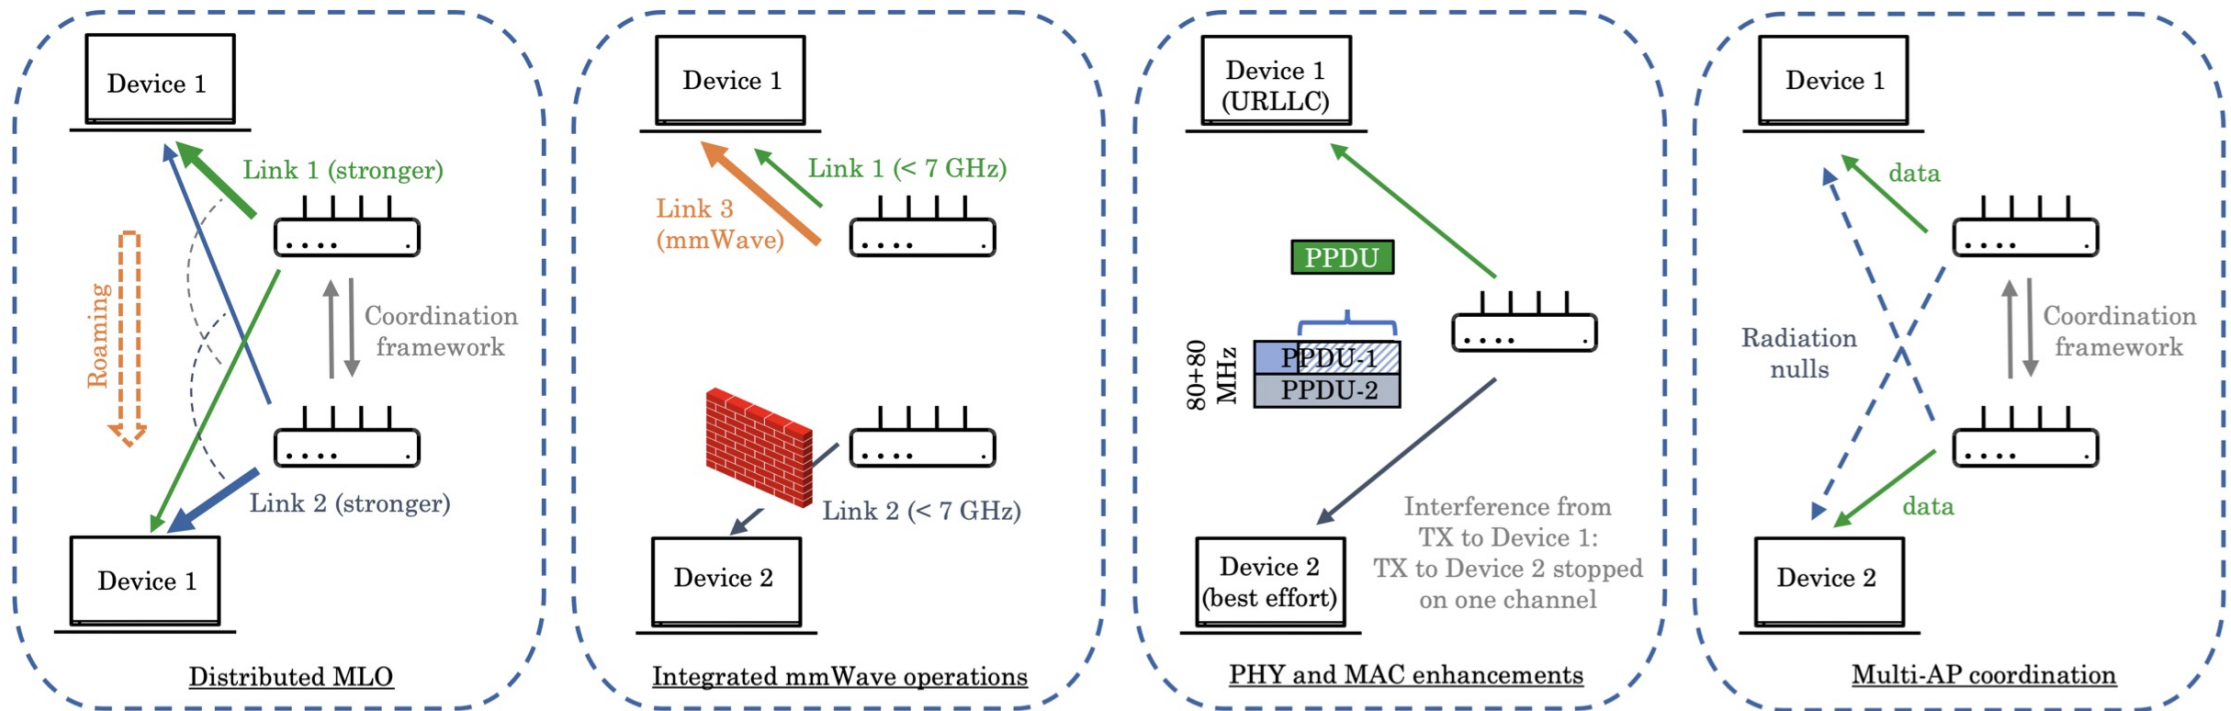 Device 1
Link 1 (stronger)
Roaming
Coordination
framework
Link 2 (stronger)
Device 1
Distributed MLO
Device 1
Link 1 (< 7 GHz)
Link 3
(mmWave)
Link 2 (< 7 GHz)
Device 2
Integrated mmWave operations
Device 1
(URLLC)
PPDU
80+80
MHz
PPDU-1
PPDU-2
Interference from
TX to Device 1:
TX to Device 2 stopped
on one channel
Device 2
(best effort)
PHY and MAC enhancements
Device 1
data
Radiation
nulls
Coordination
framework
data
Device 2
Multi-AP coordination